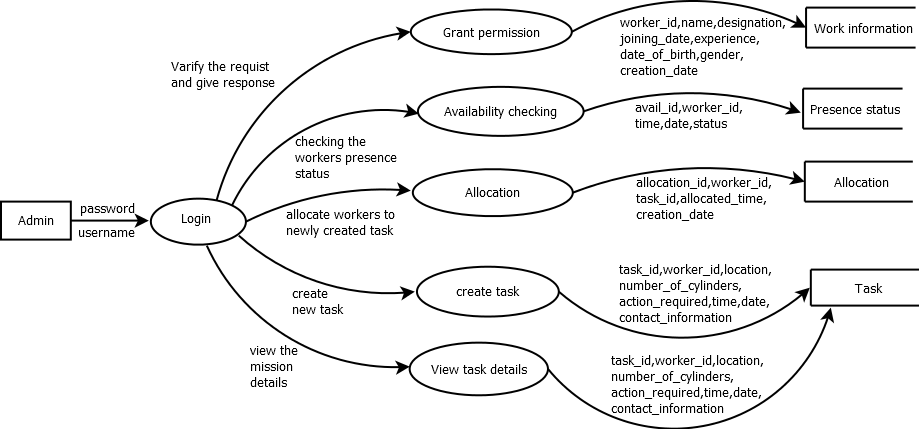 Grant permission
worker_id,name,designation,
joining_date,experience,
date_of_birth,gender,
creation_date
Work information
Varify the requist
and give response
Availability checking
avail_id,worker_id,
time,date,status
Presence status
checking the
workers presence
status
Allocation
allocation_id,worker_id,
task_id,allocated_time,
creation_date
Allocation
Admin
password
username
Login
allocate workers to
newly created task
create task
task_id,worker_id,location,
number_of_cylinders,
action_required,time,date,
contact_information
Task
create
new task
view the
mission
details
View task details
task_id,worker_id,location,
number_of_cylinders,
action_required,time,date,
contact_information